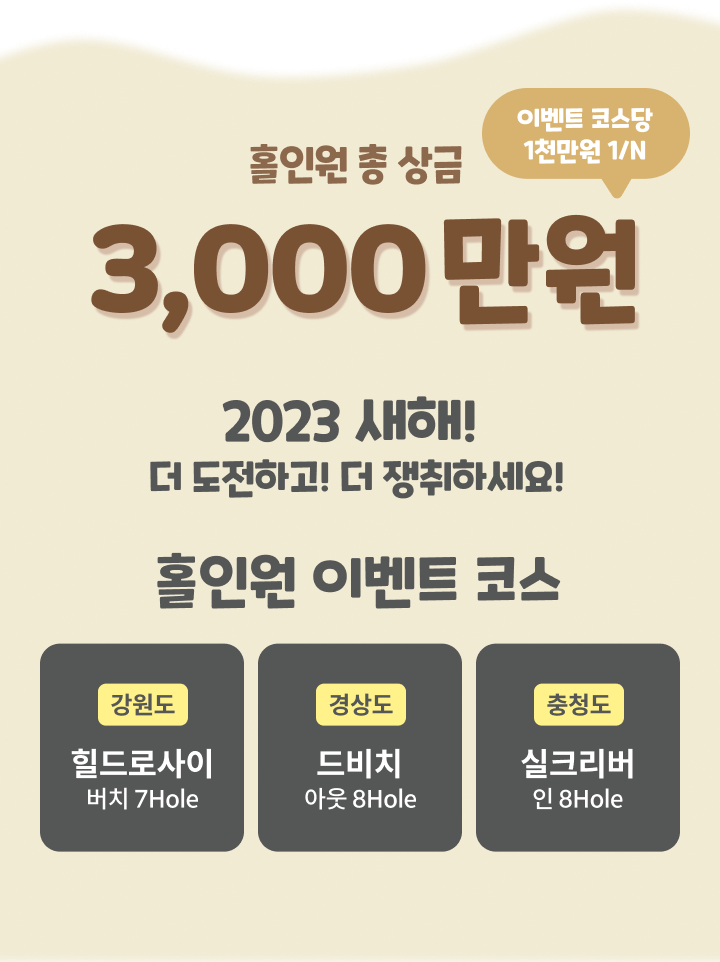 이벤트 코스당
1천만원 1/N
홀인원 총 상금
3,000만원
2023 새해!
더 도전하고! 더 쟁취하세요!
홀인원 이벤트 코스
강원도
힐드로사이
버치 7Hole
경상도
드비치
아웃 8Hole
충청도
실크리버
인 8Hole